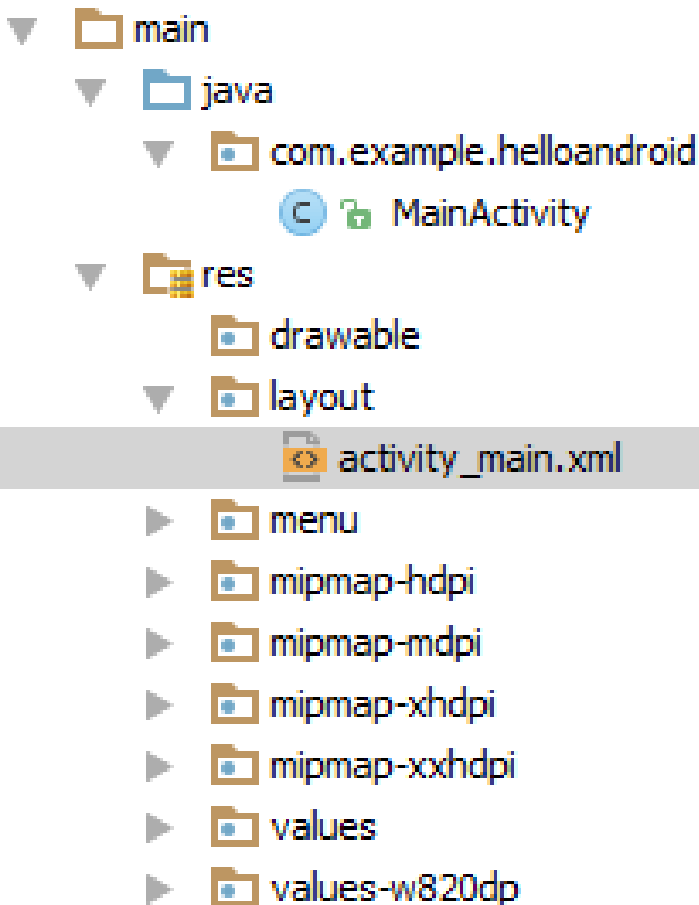 main
java
com.example.helloandroid
C MainActivity
res
drawable
layout
<> activity_main.xml
menu
mipmap-hdpi
mipmap-mdpi
mipmap-xhdpi
mipmap-xxhdpi
values
values-w820dp